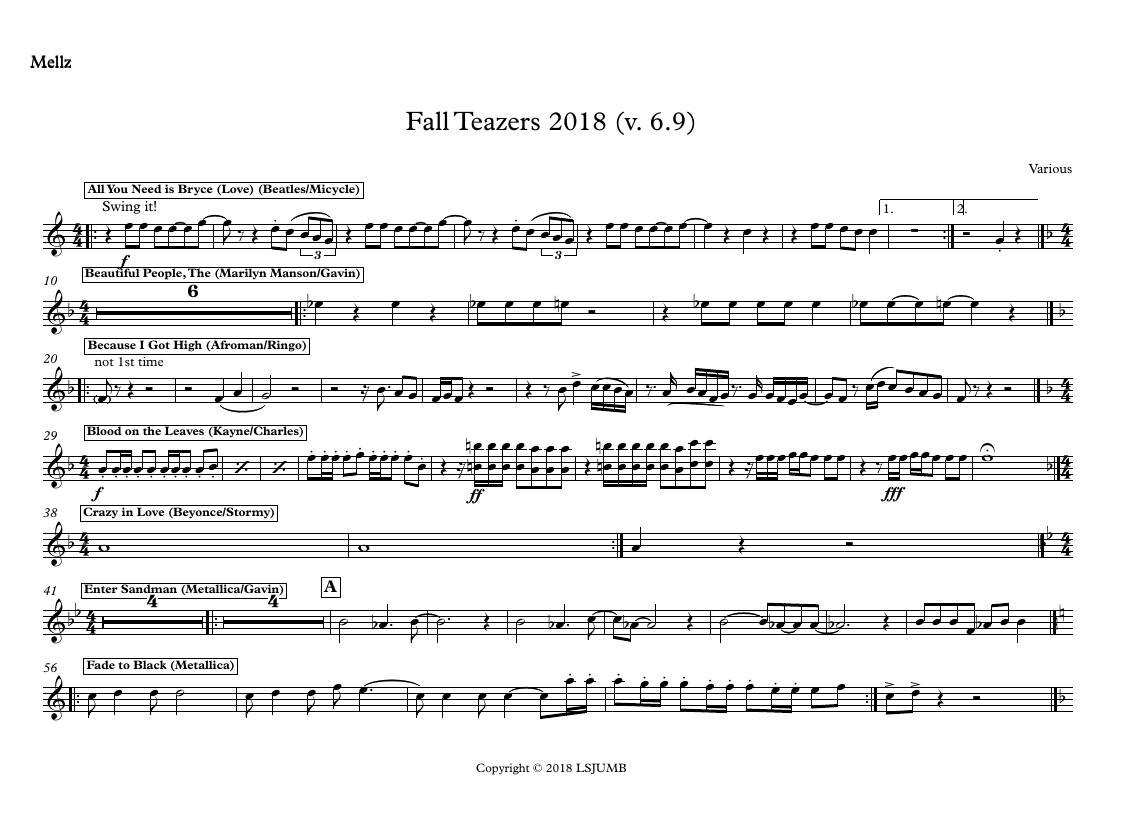 Mellz
Fall Teazers 2018 (v. 6.9)
Various
All You Need is Bryce (Love) (Beatles/Micycle)
Swing it!
1. 2.
f
3 3
10
Beautiful People, The (Marilyn Manson/Gavin)
6
20
Because I Got High (Afroman/Ringo)
not 1st time
29
Blood on the Leaves (Kayne/Charles)
f ff fff
38
Crazy in Love (Beyonce/Stormy)
41
Enter Sandman (Metallica/Gavin)
A
4 4
56
Fade to Black (Metallica)
Copyright © 2018 LSJUMB